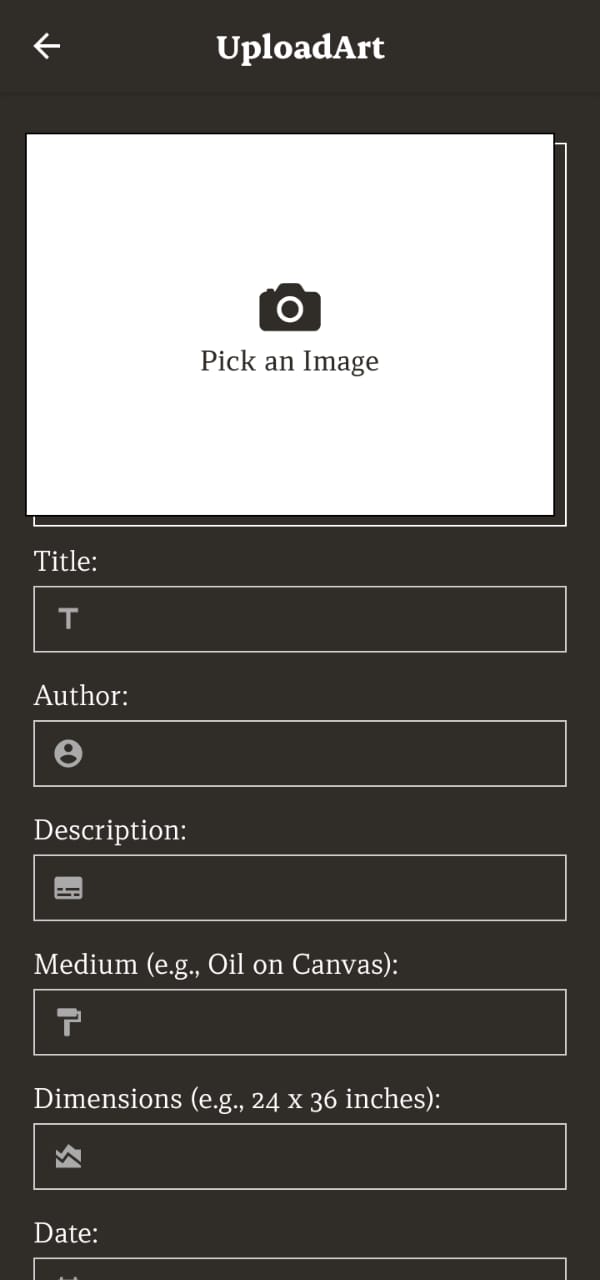 UploadArt
Pick an Image
Title:
Author:
Description:
Medium (e.g., Oil on Canvas):
Dimensions (e.g., 24 x 36 inches):
Date: